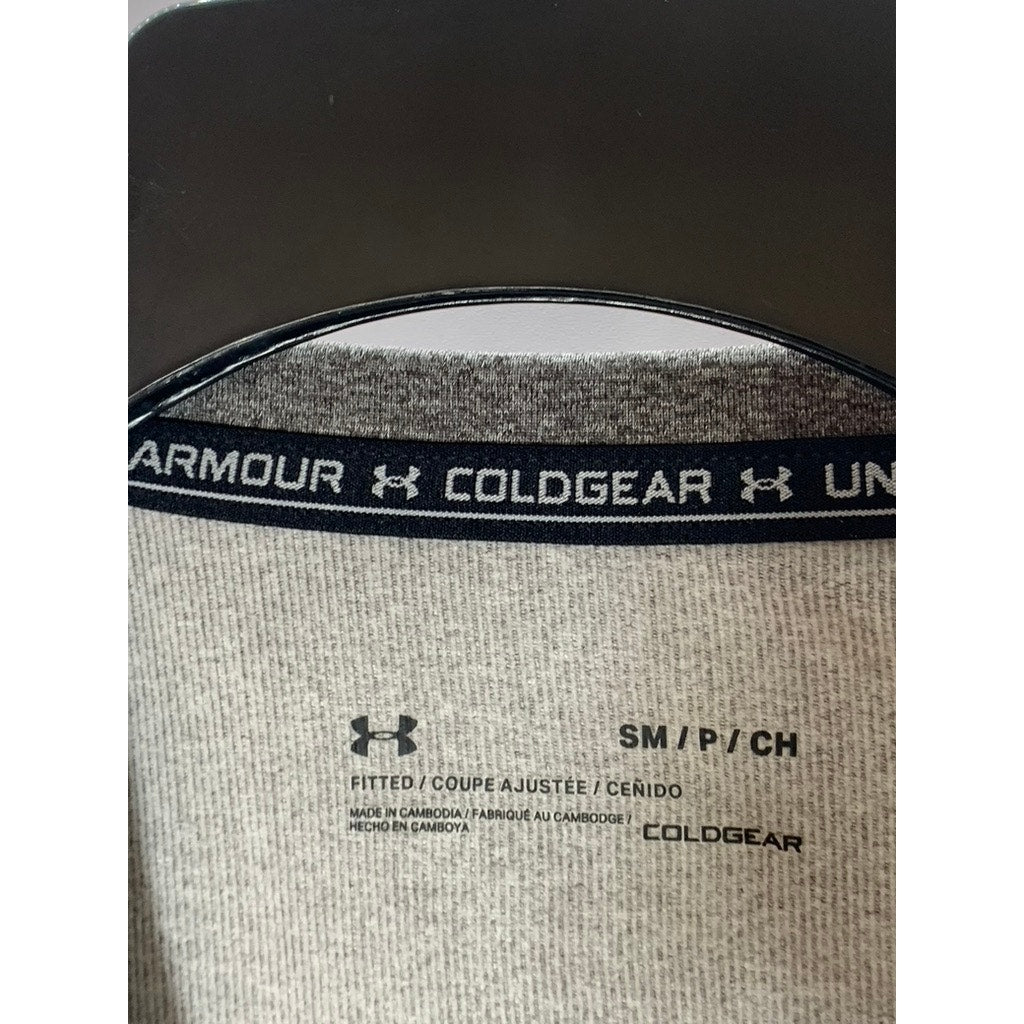 ARMOUR COLDGEAR UN
SM / P / CH
FITTED / COUPE AJUSTÉE / CEÑIDO
MADE IN CAMBODIA / FABRIQUÉ AU CAMBODGE /
HECHO EN CAMBOYA
COLDGEAR